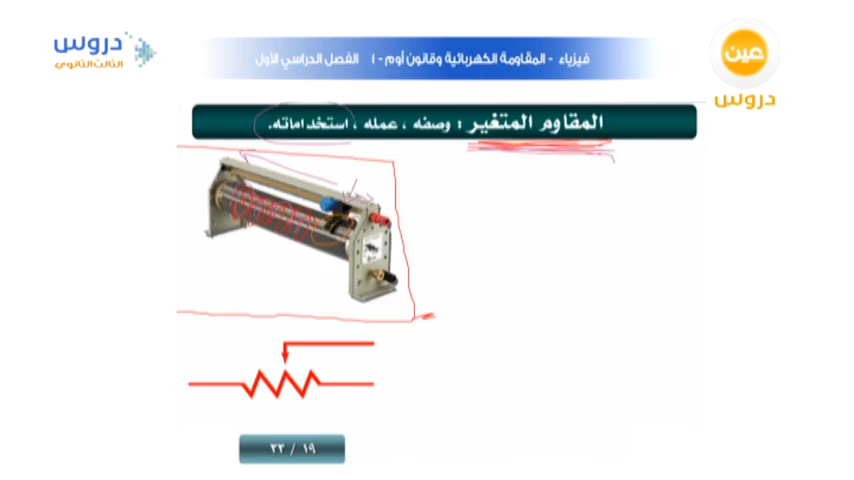 دروس
الثالث الثانوي
فيزياء - المقاومة الكهربائية وقانون أوم - ١ الفصل الدراسي الأول
عين
دروس
المقاوم المتغير : وصفه ، عمله ، استخداماته.
١٩ / ٣٣